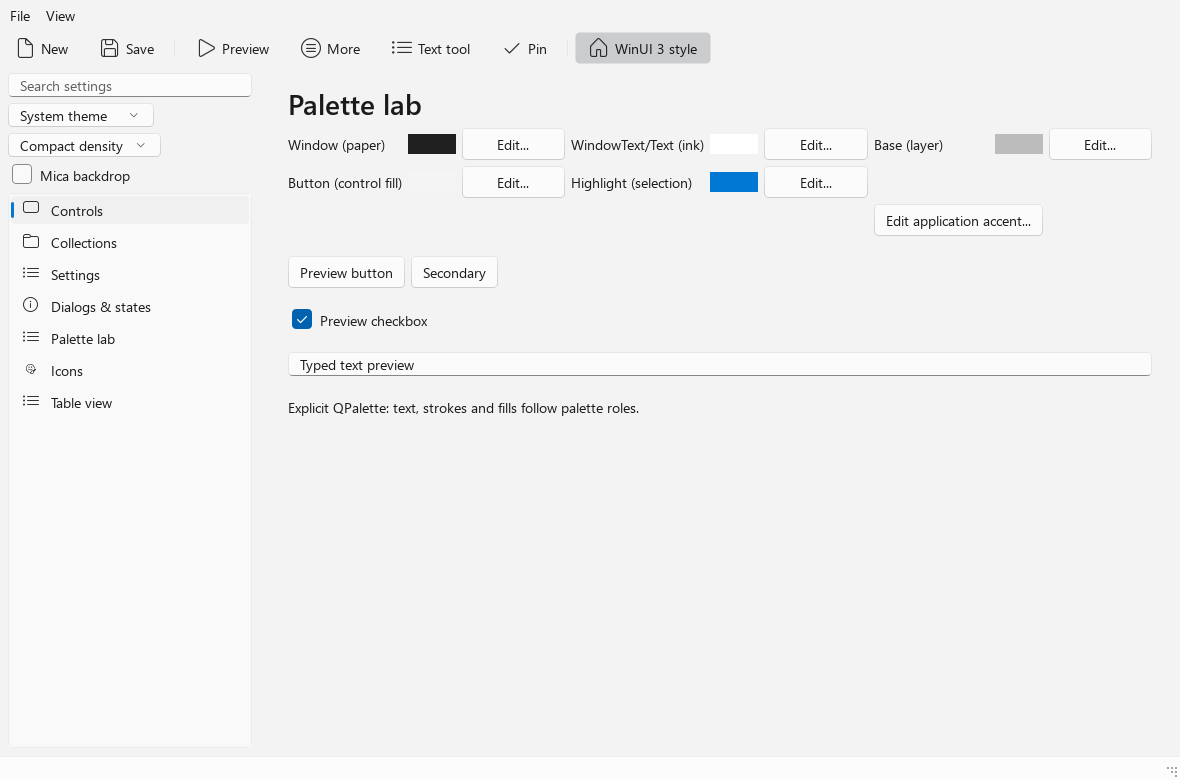 File View
New Save Preview More Text tool Pin WinUI 3 style
Search settings
System theme
Compact density
Mica backdrop
Controls
Collections
Settings
Dialogs & states
Palette lab
Icons
Table view
Palette lab
Window (paper) Edit... WindowText/Text (ink) Edit... Base (layer) Edit...
Button (control fill) Edit... Highlight (selection) Edit...
Edit application accent...
Preview button Secondary
Preview checkbox
Typed text preview
Explicit QPalette: text, strokes and fills follow palette roles.